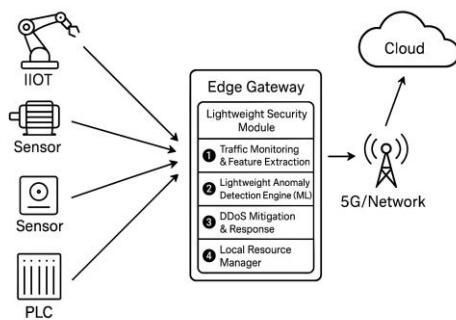 IIOT
Sensor
Sensor
PLC
Edge Gateway
Lightweight Security
Module
1 Traffic Monitoring
& Feature Extraction
2 Lightweight Anomaly
Detection Engine (ML)
3 DDoS Mitigation
& Response
4 Local Resource
Manager
Cloud
5G/Network